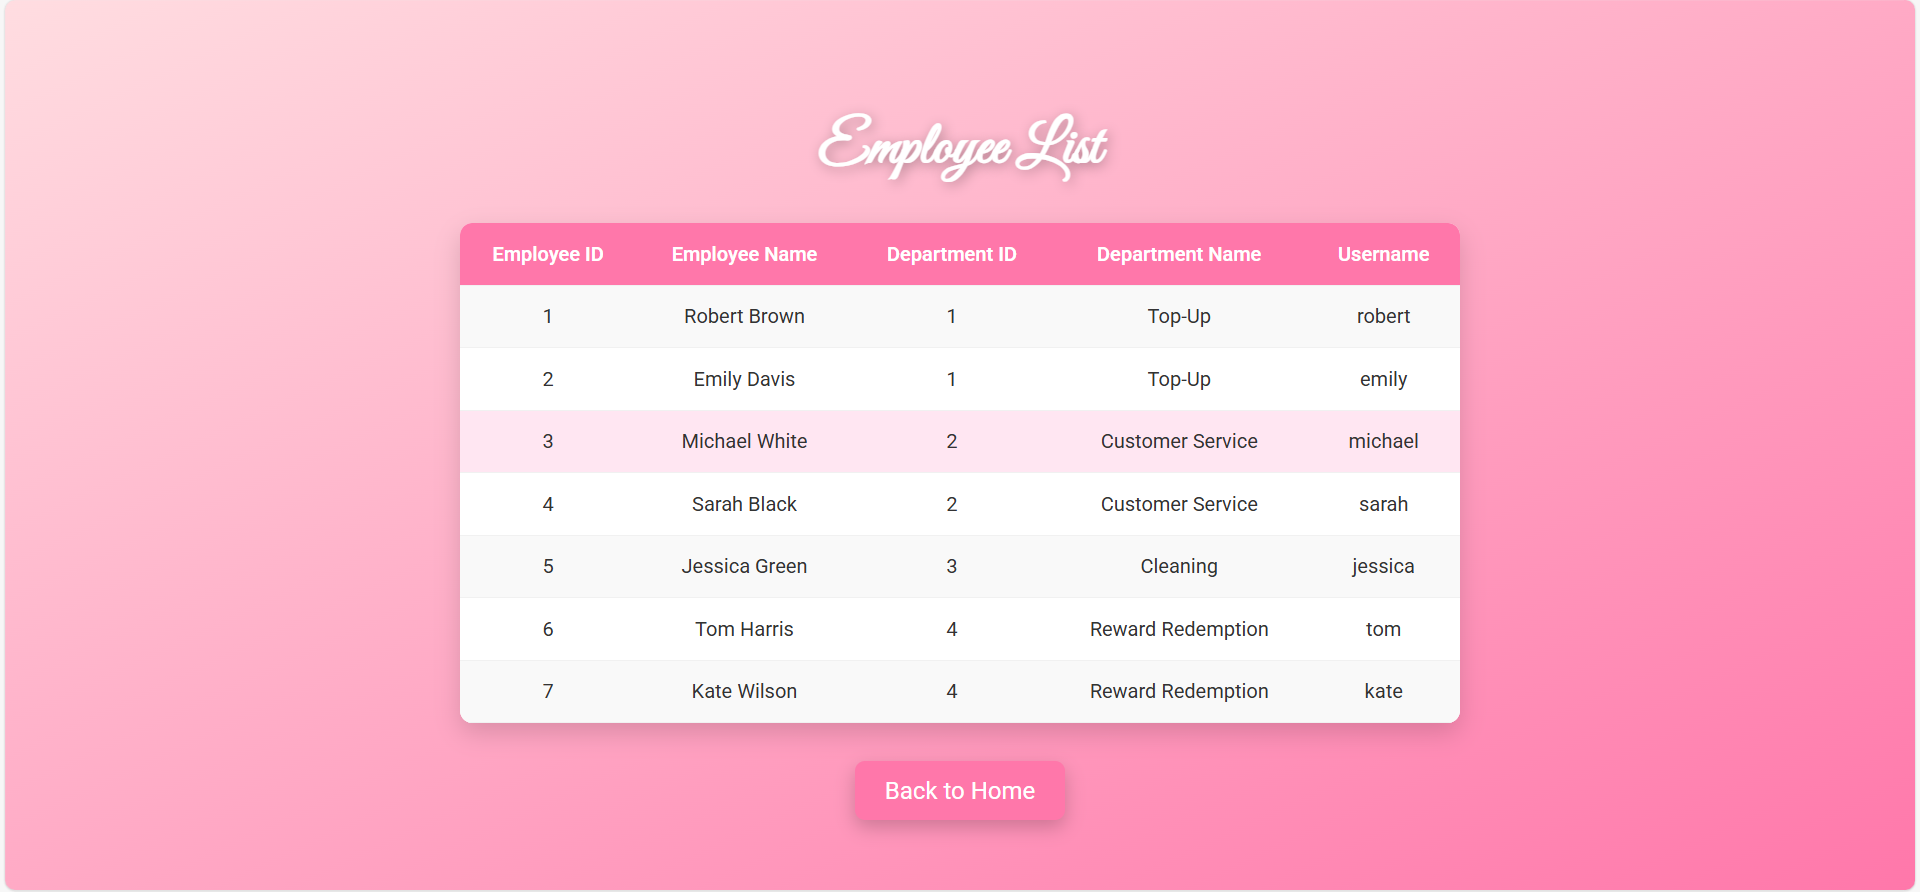 Employee List
Employee ID Employee Name Department ID Department Name Username
1 Robert Brown 1 Top-Up robert
2 Emily Davis 1 Top-Up emily
3 Michael White 2 Customer Service michael
4 Sarah Black 2 Customer Service sarah
5 Jessica Green 3 Cleaning jessica
6 Tom Harris 4 Reward Redemption tom
7 Kate Wilson 4 Reward Redemption kate
Back to Home